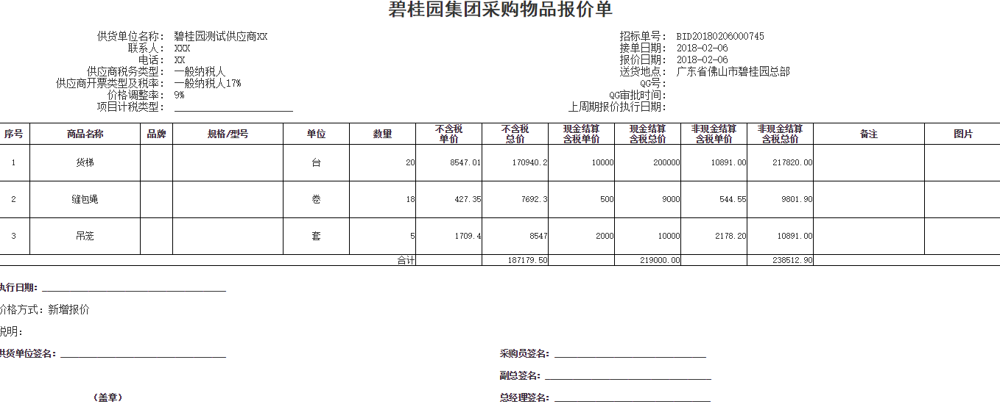 碧桂园集团采购物品报价单
供货单位名称: 碧桂园测试供应商XX 招标单号: BID20180206000745
联系人: XXX 接单日期: 2018-02-06
电话: XX 报价日期: 2018-02-06
供应商税务类型: 一般纳税人 送货地点: 广东省佛山市碧桂园总部
供应商开票类型及税率: 一般纳税人17% QG号:
价格调整率: 9% QG审批时间:
项目计税类型: 上周期报价执行日期:
序号 商品名称 品牌 规格/型号 单位 数量 不含税单价 不含税总价 现金结算含税单价 现金结算含税总价 非现金结算含税单价 非现金结算含税总价 备注 图片
1 货梯 台 20 8547.01 170940.2 10000 200000 10891.00 217820.00
2 缝包绳 卷 18 427.35 7692.3 500 9000 544.55 9801.90
3 吊笼 套 5 1709.4 8547 2000 10000 2178.20 10891.00
合计 187179.50 219000.00 238512.90
执行日期:
价格方式: 新增报价
说明:
供货单位签名: 采购员签名:
副总签名:
(盖章) 总经理签名: